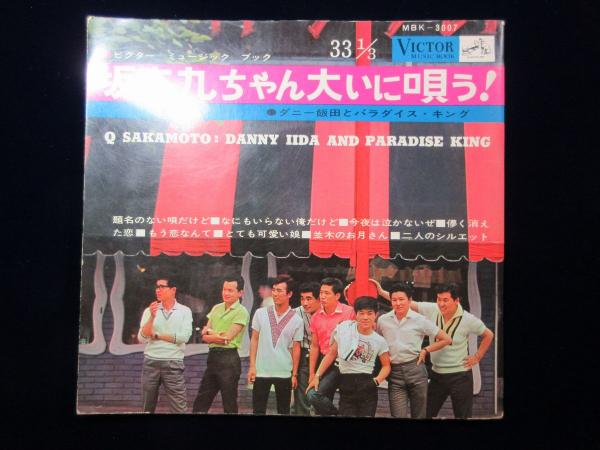 MBK-3007
ビクター ミュージック ブック
33 1/3
VICTOR
MUSIC BOOK
坂本九ちゃん大いに唄う!
●ダニー飯田とパラダイス・キング
Q SAKAMOTO: DANNY IIDA AND PARADISE KING
題名のない唄だけど■なにもいらない俺だけど■今夜は泣かないぜ■儚く消え
た恋■もう恋なんて■とても可愛い娘■並木のお月さん■二人のシルエット